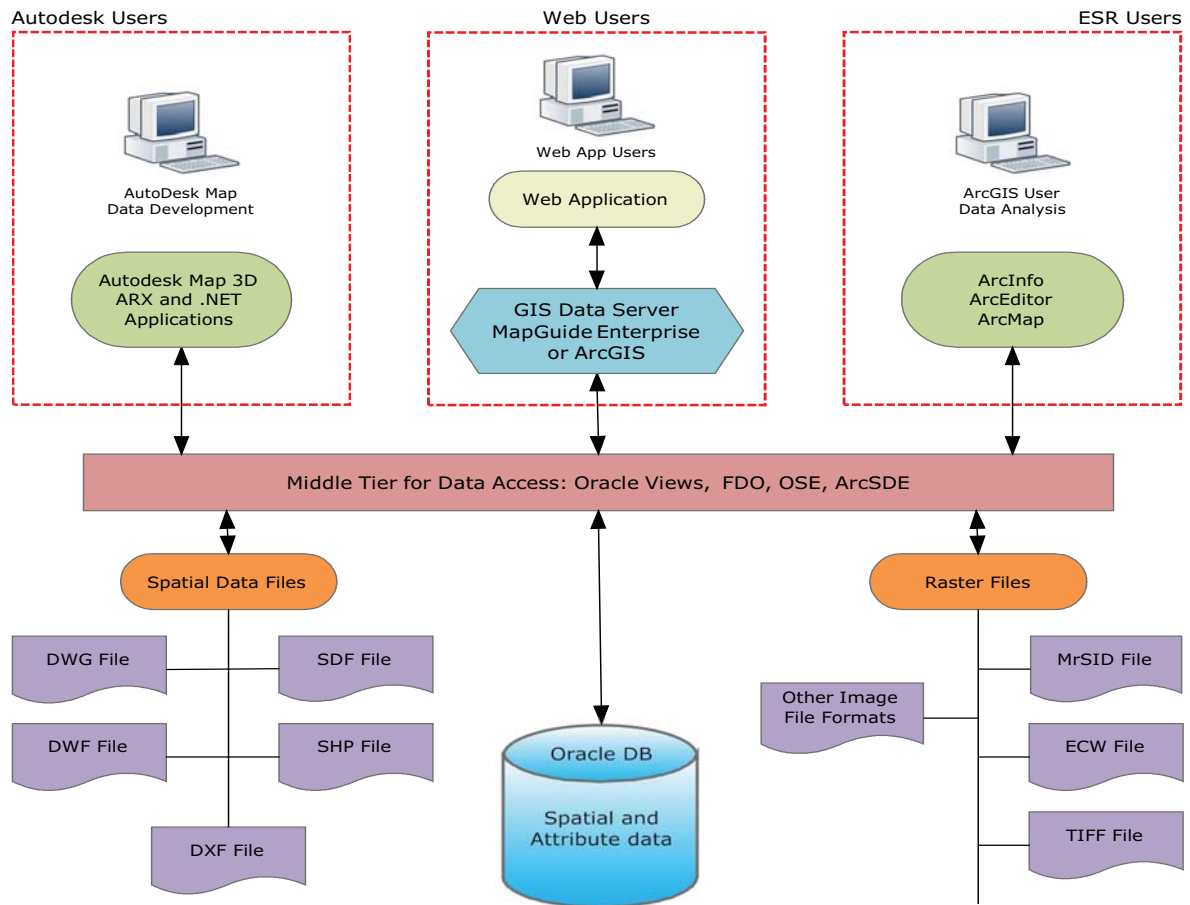 Autodesk Users
Web Users
ESR Users
AutoDesk Map
Data Development
Web App Users
ArcGIS User
Data Analysis
Web Application
Autodesk Map 3D
ARX and .NET
Applications
GIS Data Server
MapGuide Enterprise
or ArcGIS
ArcInfo
ArcEditor
ArcMap
Middle Tier for Data Access: Oracle Views, FDO, OSE, ArcSDE
Spatial Data Files
Raster Files
DWG File
SDF File
DWF File
SHP File
DXF File
Oracle DB
Spatial and
Attribute data
Other Image
File Formats
MrSID File
ECW File
TIFF File